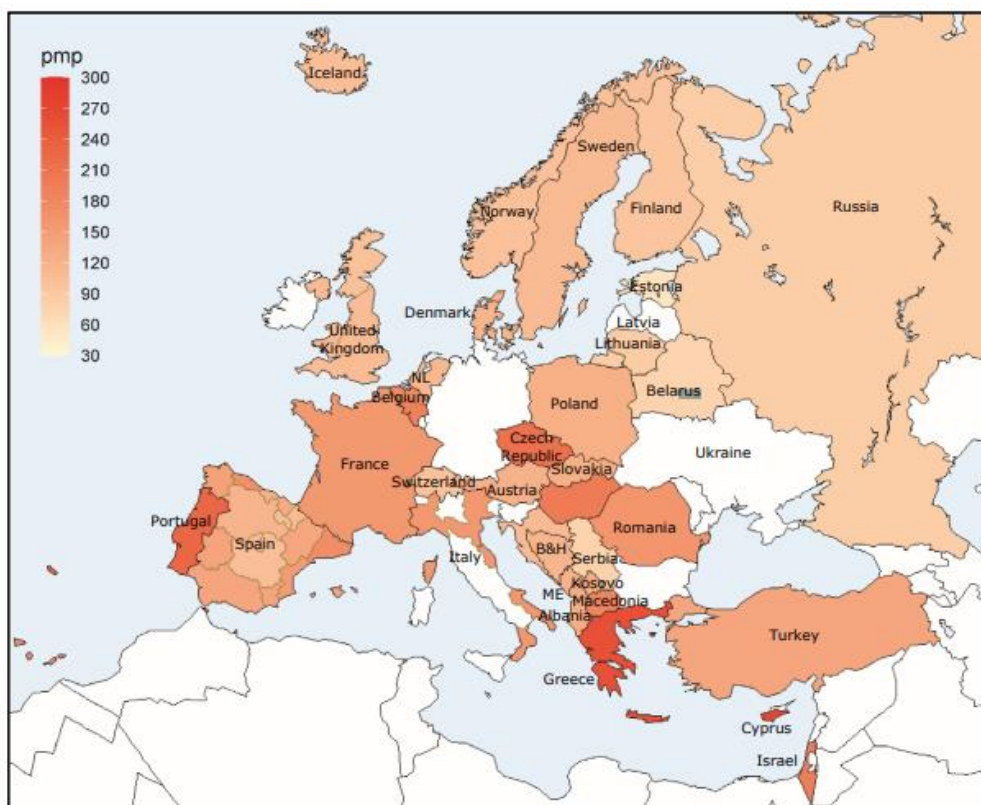 pmp
300
270
240
210
180
150
120
90
60
30
Iceland
Sweden
Norway
Finland
Russia
Estonia
Latvia
Lithuania
Denmark
United
Kingdom
NL
Belgium
Belarus
Poland
Czech
Republic
Ukraine
France
Slovakia
Switzerland
Austria
Portugal
Spain
Romania
Italy
B&H
Serbia
Kosovo
ME
Macedonia
Albania
Turkey
Greece
Cyprus
Israel